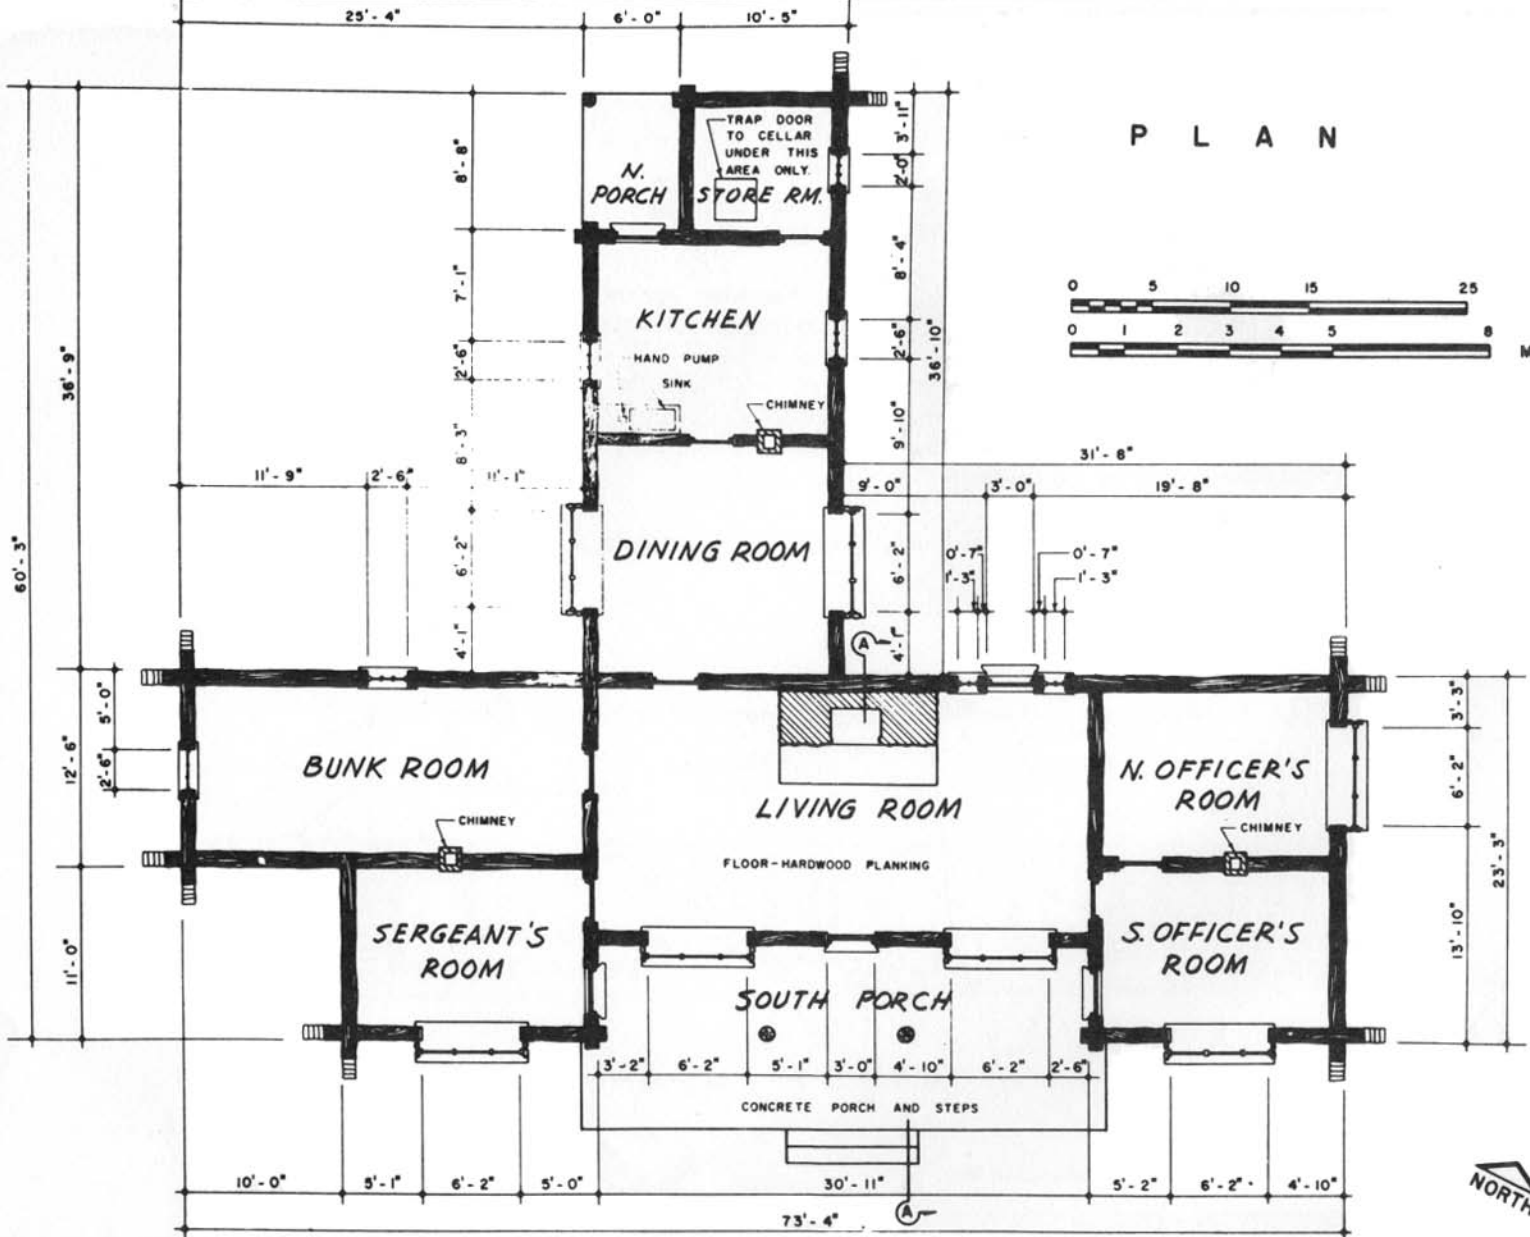 25'-4"
6'-0"
10'-5"
PLAN
TRAP DOOR
TO CELLAR
UNDER THIS
AREA ONLY.
N.
PORCH
STORE RM.
3'-11"
2'-0"
8'-8"
8'-4"
7'-1"
KITCHEN
0 5 10 15 25
0 1 2 3 4 5 8
M
2'-6"
2'-6"
36'-10"
36'-9"
HAND PUMP
SINK
CHIMNEY
9'-10"
8'-3"
31'-8"
11'-9"
2'-6"
11'-1"
9'-0"
3'-0"
19'-8"
60'-3"
DINING ROOM
6'-2"
6'-2"
0'-7"
0'-7"
1'-3"
1'-3"
4'-1"
4'-1"
A
5'-0"
12'-6"
2'-6"
BUNK ROOM
CHIMNEY
LIVING ROOM
FLOOR-HARDWOOD PLANKING
N. OFFICER'S
ROOM
CHIMNEY
3'-3"
6'-2"
23'-3"
11'-0"
SERGEANT'S
ROOM
SOUTH PORCH
S. OFFICER'S
ROOM
13'-10"
3'-2"
6'-2"
5'-1"
3'-0"
4'-10"
6'-2"
2'-6"
CONCRETE PORCH AND STEPS
10'-0"
5'-1"
6'-2"
5'-0"
30'-11"
5'-2"
6'-2"
4'-10"
A
73'-4"
NORTH